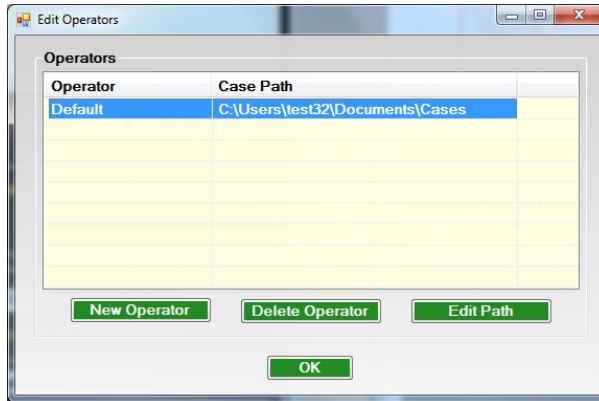 Edit Operators
Operators
Operator Case Path
Default C:\Users\test32\Documents\Cases
New Operator Delete Operator Edit Path
OK